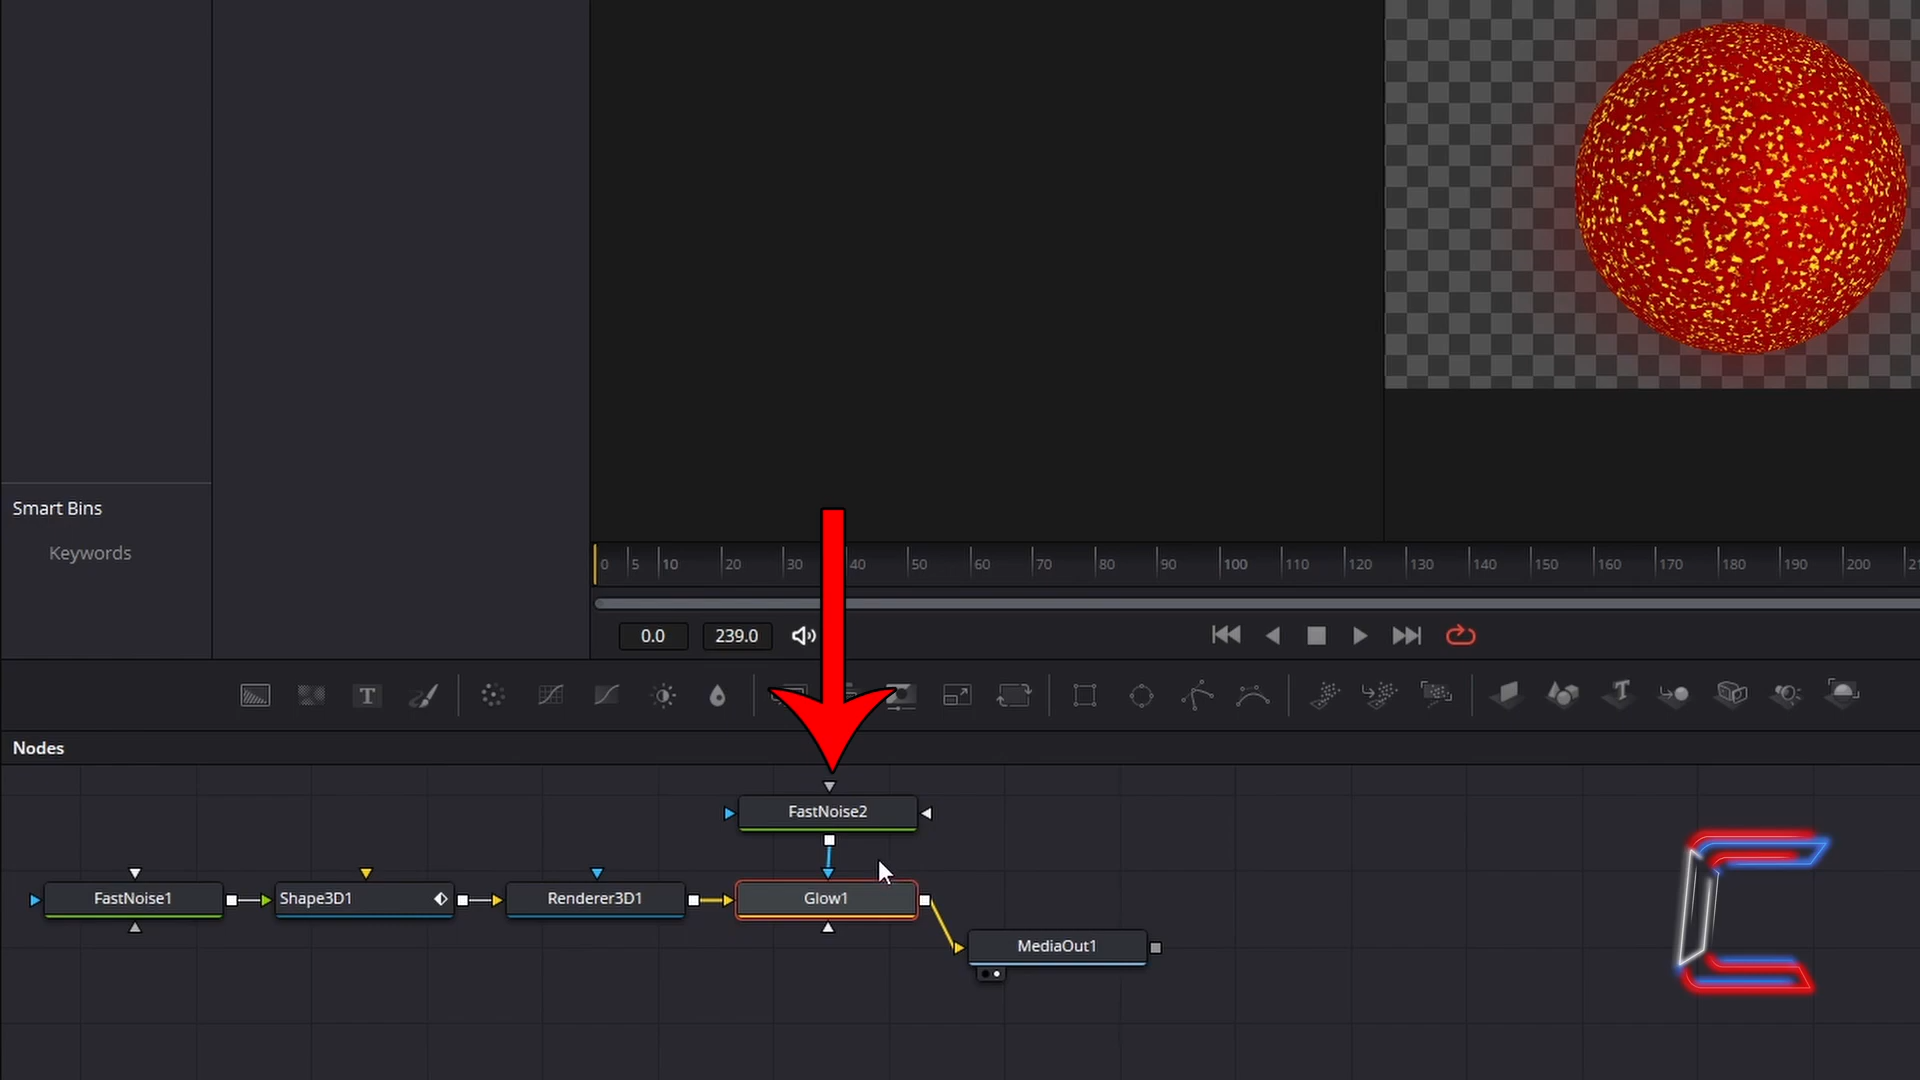 Smart Bins
Keywords
0 5 10 20 30 40 50 60 70 80 90 100 110 120 130 140 150 160 170 180 190 200
0.0 239.0
T
T
Nodes
FastNoise2
FastNoise1 Shape3D1 Renderer3D1 Glow1
MediaOut1